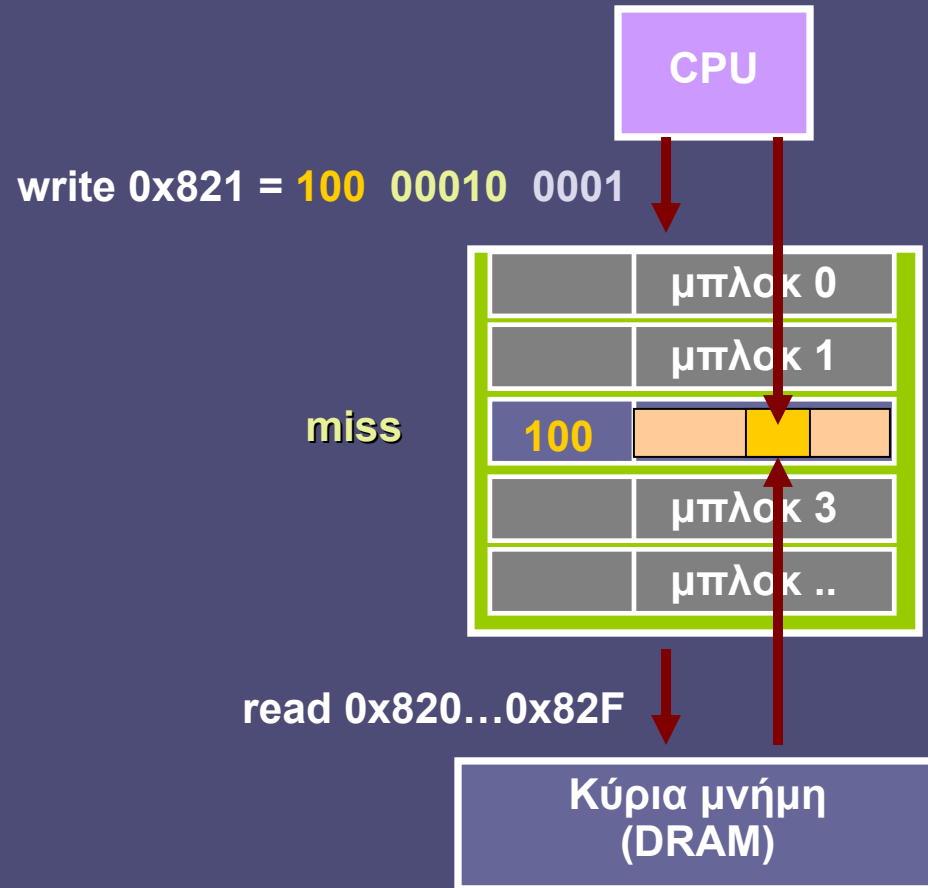 CPU
write 0x821 = 100 00010 0001
μπλοκ 0
μπλοκ 1
miss
100
μπλοκ 3
μπλοκ ..
read 0x820…0x82F
Κύρια μνήμη
(DRAM)